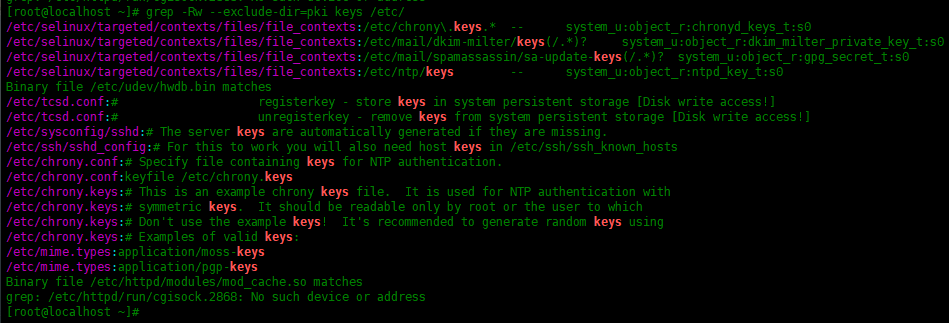 [root@localhost ~]# grep -Rw --exclude-dir=pki keys /etc/
/etc/selinux/targeted/contexts/files/file_contexts:/etc/chrony\.keys.* -- system_u:object_r:chronyd_keys_t:s0
/etc/selinux/targeted/contexts/files/file_contexts:/etc/mail/dkim-milter/keys(/.*)? system_u:object_r:dkim_milter_private_key_t:s0
/etc/selinux/targeted/contexts/files/file_contexts:/etc/mail/spamassassin/sa-update-keys(/.*)? system_u:object_r:gpg_secret_t:s0
/etc/selinux/targeted/contexts/files/file_contexts:/etc/ntp/keys -- system_u:object_r:ntpd_key_t:s0
Binary file /etc/udev/hwdb.bin matches
/etc/tcsd.conf:# registerkey - store keys in system persistent storage [Disk write access!]
/etc/tcsd.conf:# unregisterkey - remove keys from system persistent storage [Disk write access!]
/etc/sysconfig/sshd:# The server keys are automatically generated if they are missing.
/etc/ssh/sshd_config:# For this to work you will also need host keys in /etc/ssh/ssh_known_hosts
/etc/chrony.conf:# Specify file containing keys for NTP authentication.
/etc/chrony.conf:keyfile /etc/chrony.keys
/etc/chrony.keys:# This is an example chrony keys file.  It is used for NTP authentication with
/etc/chrony.keys:# symmetric keys.  It should be readable only by root or the user to which
/etc/chrony.keys:# Don't use the example keys!  It's recommended to generate random keys using
/etc/chrony.keys:# Examples of valid keys:
/etc/mime.types:application/moss-keys
/etc/mime.types:application/pgp-keys
Binary file /etc/httpd/modules/mod_cache.so matches
grep: /etc/httpd/run/cgisock.2868: No such device or address
[root@localhost ~]#